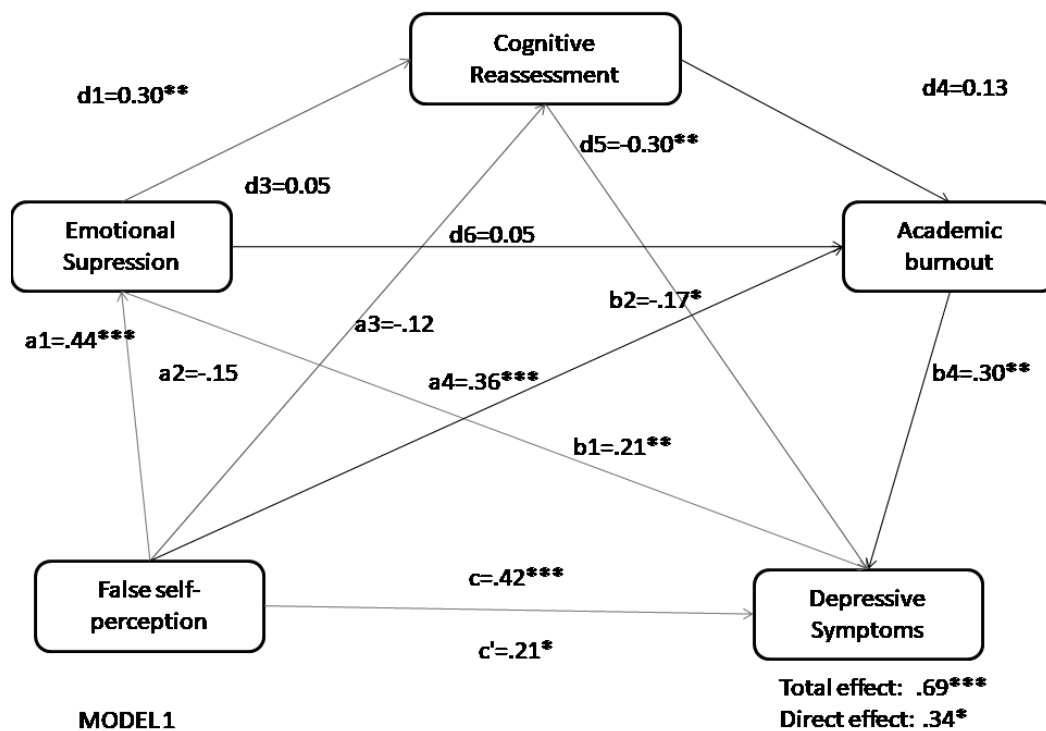 Cognitive
Reassessment
d1=0.30**
d4=0.13
d5=-0.30**
d3=0.05
Emotional
Supression
d6=0.05
Academic
burnout
b2=-.17*
a1=.44***
a3=-.12
a2=-.15
a4=.36***
b4=.30**
b1=.21**
False self-
perception
c=.42***
c'=.21*
Depressive
Symptoms
Total effect: .69***
Direct effect: .34*
MODEL1